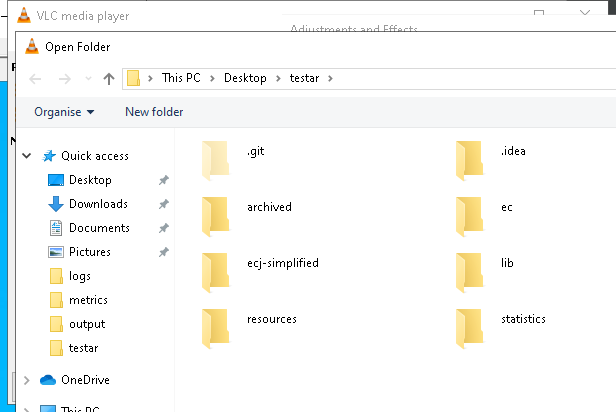 VLC media player
Adjustments and Effects
Open Folder
This PC > Desktop > testar >
Organise
New folder
Quick access
Desktop
Downloads
Documents
Pictures
logs
metrics
output
testar
OneDrive
This PC
.git
.idea
archived
ec
ecj-simplified
lib
resources
statistics